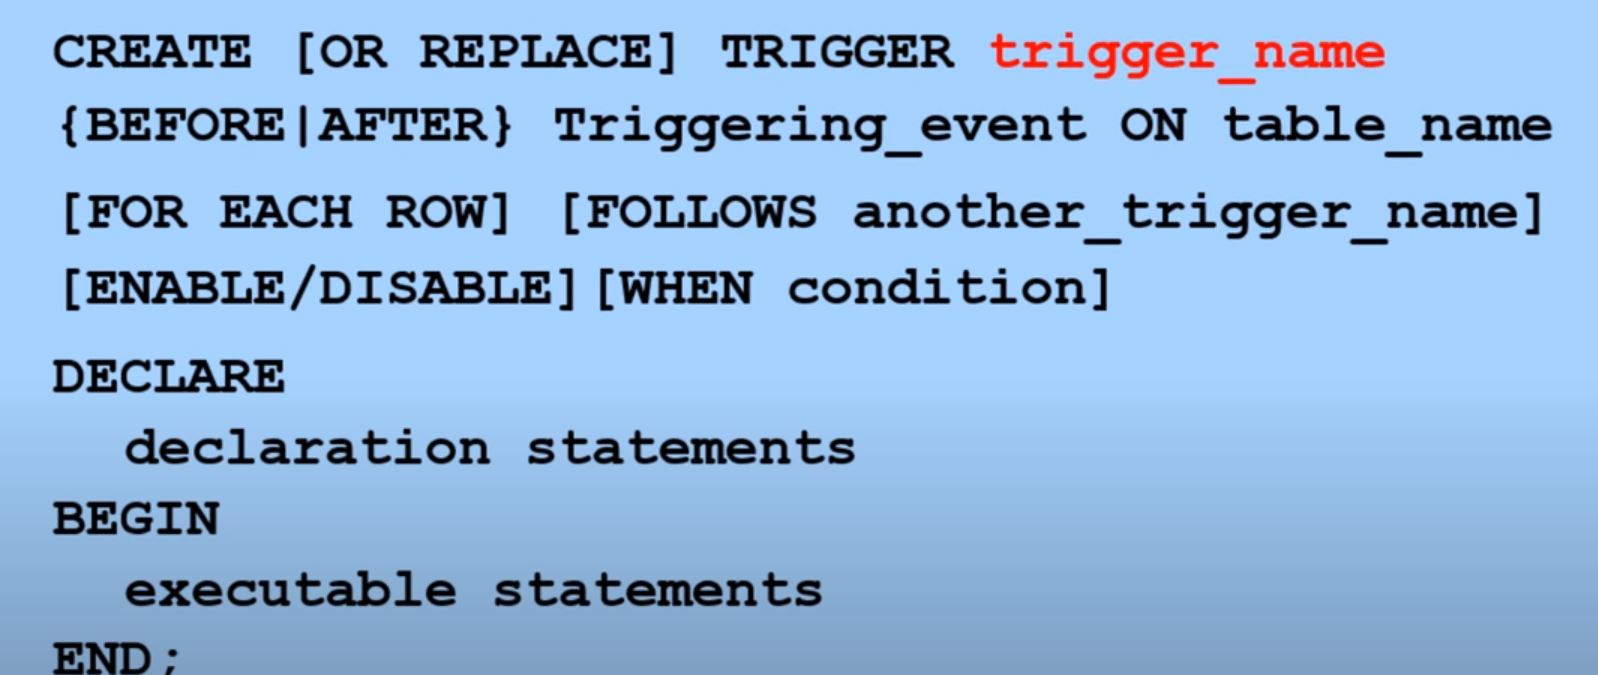 CREATE [OR REPLACE] TRIGGER trigger_name
{BEFORE|AFTER} Triggering_event ON table_name
[FOR EACH ROW] [FOLLOWS another_trigger_name]
[ENABLE/DISABLE][WHEN condition]
DECLARE
declaration statements
BEGIN
executable statements
END;